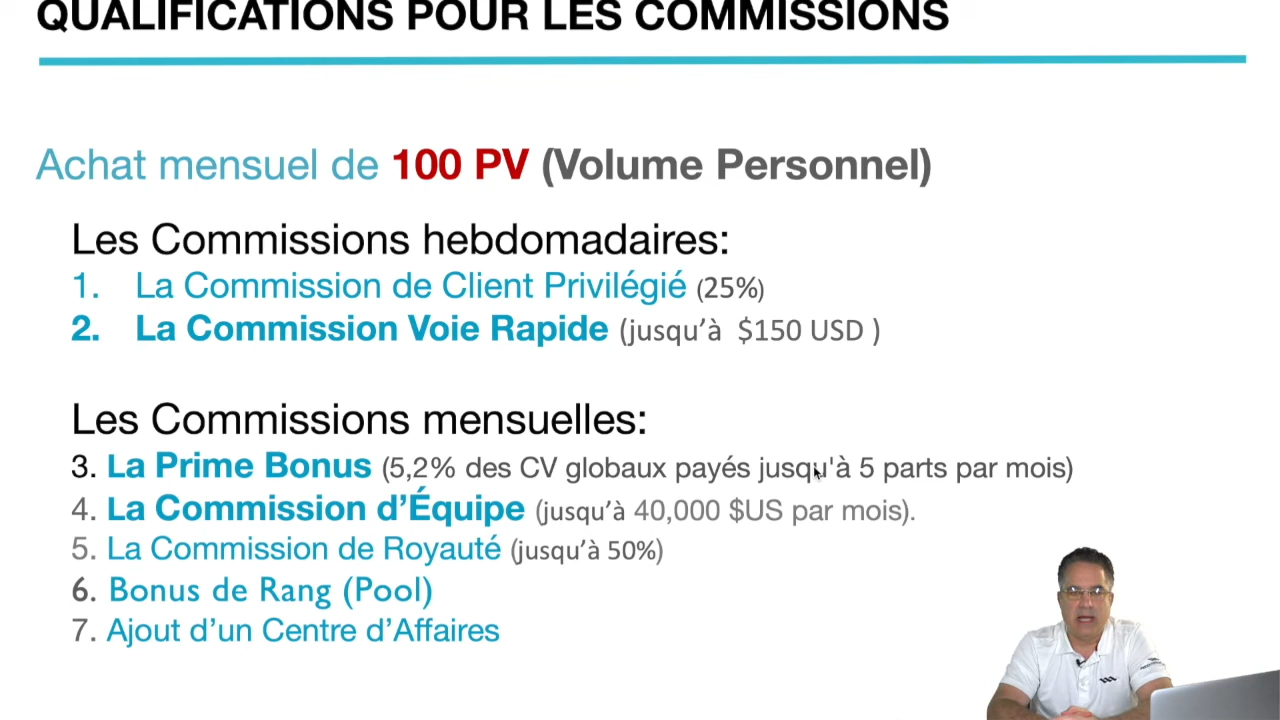 QUALIFICATIONS POUR LES COMMISSIONS
Achat mensuel de 100 PV (Volume Personnel)
Les Commissions hebdomadaires:
1. La Commission de Client Privilégié (25%)
2. La Commission Voie Rapide (jusqu’à $150 USD )
Les Commissions mensuelles:
3. La Prime Bonus (5,2% des CV globaux payés jusqu'à 5 parts par mois)
4. La Commission d’Équipe (jusqu’à 40,000 $US par mois).
5. La Commission de Royauté (jusqu’à 50%)
6. Bonus de Rang (Pool)
7. Ajout d’un Centre d’Affaires